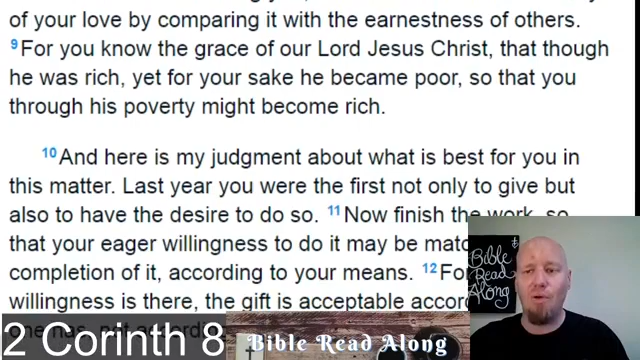 of your love by comparing it with the earnestness of others.
9 For you know the grace of our Lord Jesus Christ, that though
he was rich, yet for your sake he became poor, so that you
through his poverty might become rich.
10 And here is my judgment about what is best for you in
this matter. Last year you were the first not only to give but
also to have the desire to do so. 11 Now finish the work, so
that your eager willingness to do it may be
completion of it, according to your means. 12
willingness is there, the gift is acceptable
Bible
Read
Along
2 Corinth 8
Bible Read Along